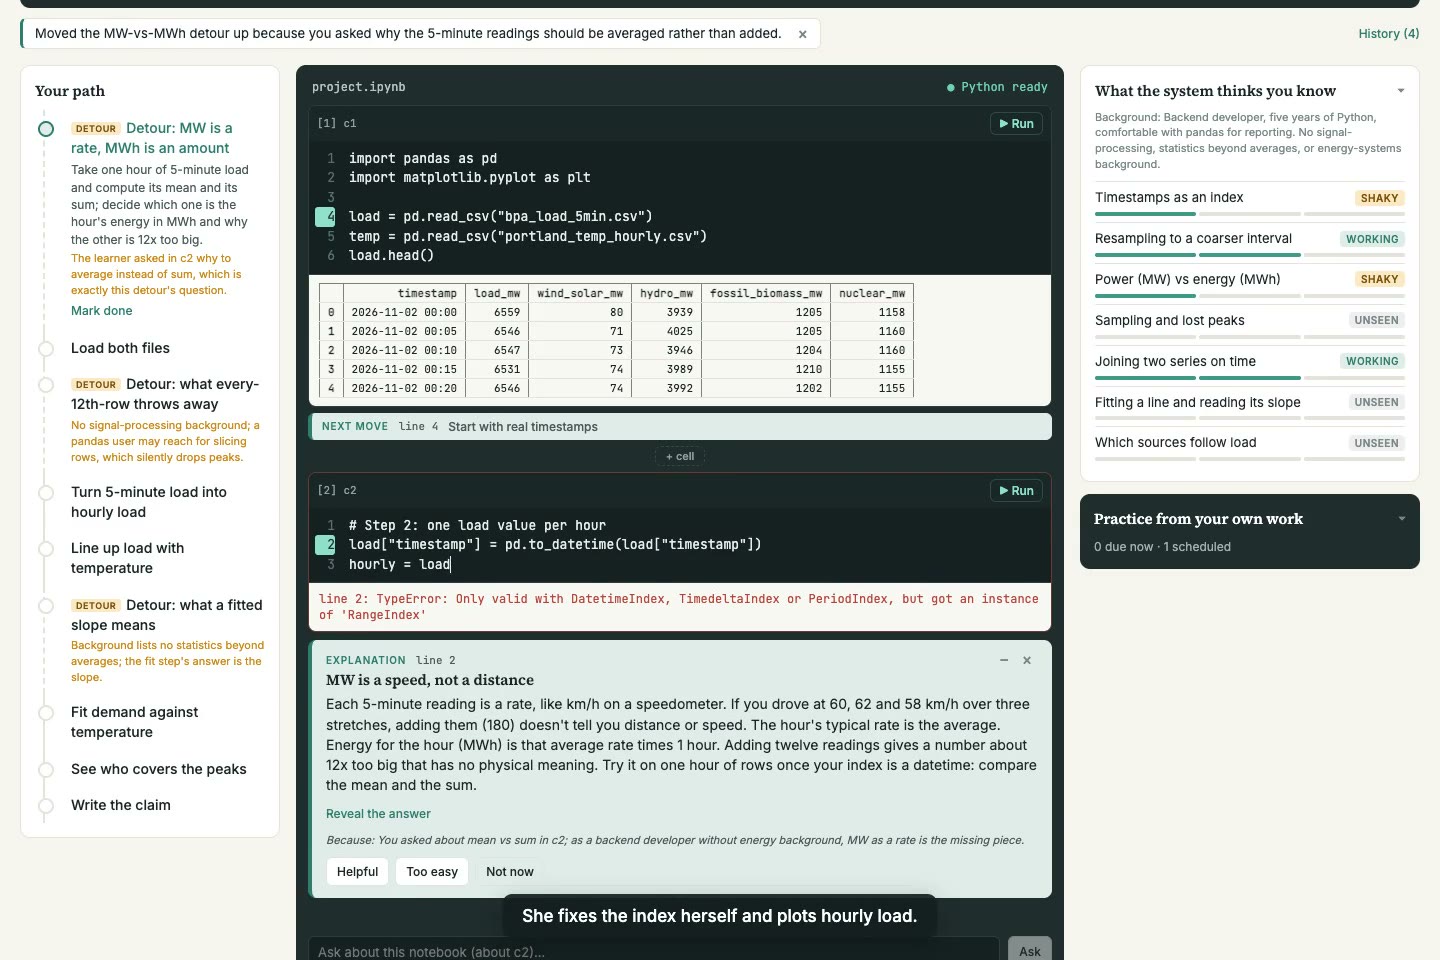 Moved the MW-vs-MWh detour up because you asked why the 5-minute readings should be averaged rather than added. ×
History (4)
Your path
DETOUR Detour: MW is a
rate, MWh is an amount
Take one hour of 5-minute load
and compute its mean and its
sum; decide which one is the
hour's energy in MWh and why
the other is 12x too big.
The learner asked in c2 why to
average instead of sum, which is
exactly this detour's question.
Mark done
Load both files
DETOUR Detour: what every-
12th-row throws away
No signal-processing background; a
pandas user may reach for slicing
rows, which silently drops peaks.
Turn 5-minute load into
hourly load
Line up load with
temperature
DETOUR Detour: what a fitted
slope means
Background lists no statistics beyond
averages; the fit step's answer is the
slope.
Fit demand against
temperature
See who covers the peaks
Write the claim
project.ipynb
Python ready
[1] c1
Run
1 import pandas as pd
2 import matplotlib.pyplot as plt
3
4 load = pd.read_csv("bpa_load_5min.csv")
5 temp = pd.read_csv("portland_temp_hourly.csv")
6 load.head()
timestamp load_mw wind_solar_mw hydro_mw fossil_biomass_mw nuclear_mw
0 2026-11-02 00:00 6559 80 3939 1205 1158
1 2026-11-02 00:05 6546 71 4025 1205 1160
2 2026-11-02 00:10 6547 73 3946 1204 1160
3 2026-11-02 00:15 6531 74 3989 1210 1155
4 2026-11-02 00:20 6546 74 3992 1202 1155
NEXT MOVE line 4 Start with real timestamps
+ cell
[2] c2
Run
1 # Step 2: one load value per hour
2 load["timestamp"] = pd.to_datetime(load["timestamp"])
3 hourly = load
line 2: TypeError: Only valid with DatetimeIndex, TimedeltaIndex or PeriodIndex, but got an instance
of 'RangeIndex'
EXPLANATION line 2 − ×
MW is a speed, not a distance
Each 5-minute reading is a rate, like km/h on a speedometer. If you drove at 60, 62 and 58 km/h over three
stretches, adding them (180) doesn't tell you distance or speed. The hour's typical rate is the average.
Energy for the hour (MWh) is that average rate times 1 hour. Adding twelve readings gives a number about
12x too big that has no physical meaning. Try it on one hour of rows once your index is a datetime: compare
the mean and the sum.
Reveal the answer
Because: You asked about mean vs sum in c2; as a backend developer without energy background, MW as a rate is the missing piece.
Helpful Too easy Not now
She fixes the index herself and plots hourly load.
Ask about this notebook (about c2)...
Ask
What the system thinks you know
Background: Backend developer, five years of Python,
comfortable with pandas for reporting. No signal-
processing, statistics beyond averages, or energy-systems
background.
Timestamps as an index SHAKY
Resampling to a coarser interval WORKING
Power (MW) vs energy (MWh) SHAKY
Sampling and lost peaks UNSEEN
Joining two series on time WORKING
Fitting a line and reading its slope UNSEEN
Which sources follow load UNSEEN
Practice from your own work
0 due now · 1 scheduled